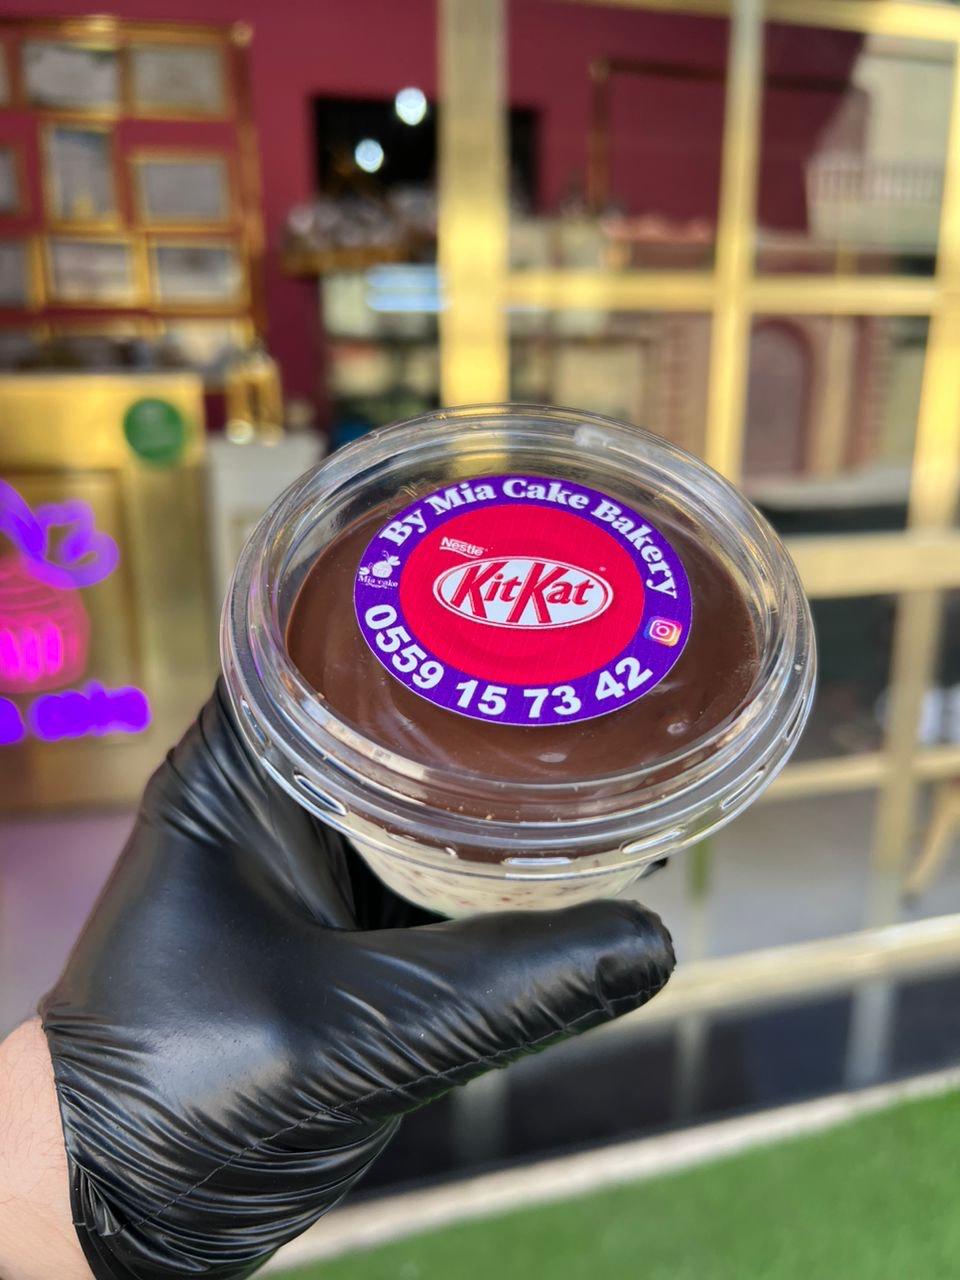 By Mia Cake Bakery
Nestlé
KitKat
Mia cake
0559 15 73 42